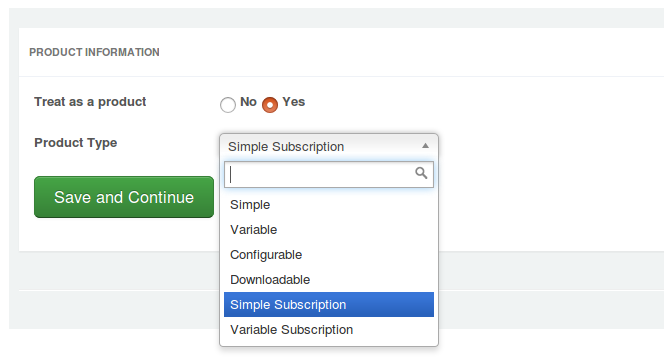 PRODUCT INFORMATION
Treat as a product No Yes
Product Type Simple Subscription
Save and Continue
Simple
Variable
Configurable
Downloadable
Simple Subscription
Variable Subscription